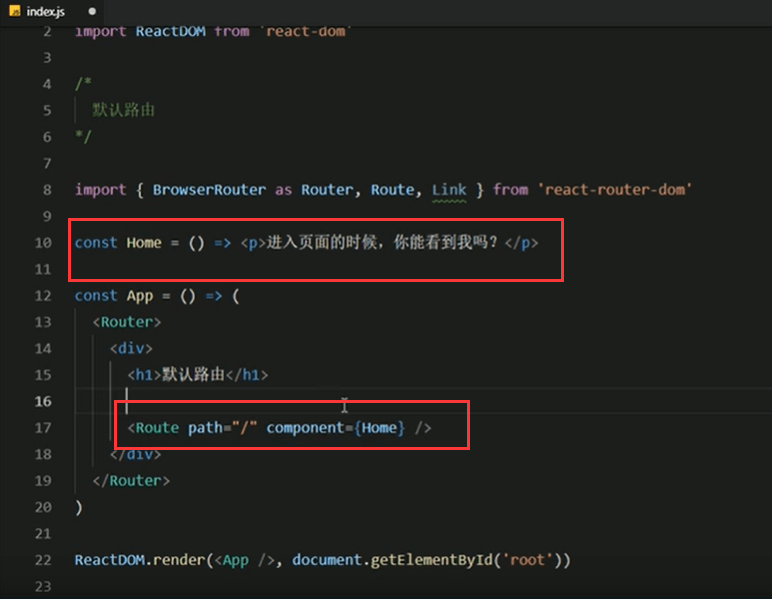 index.js
2 import ReactDOM from 'react-dom'
3
4 /*
5 默认路由
6 */
7
8 import { BrowserRouter as Router, Route, Link } from 'react-router-dom'
9
10 const Home = () => <p>进入页面的时候，你能看到我吗？</p>
11
12 const App = () => (
13 <Router>
14 <div>
15 <h1>默认路由</h1>
16
17 <Route path="/" component={Home} />
18 </div>
19 </Router>
20 )
21
22 ReactDOM.render(<App />, document.getElementById('root'))
23